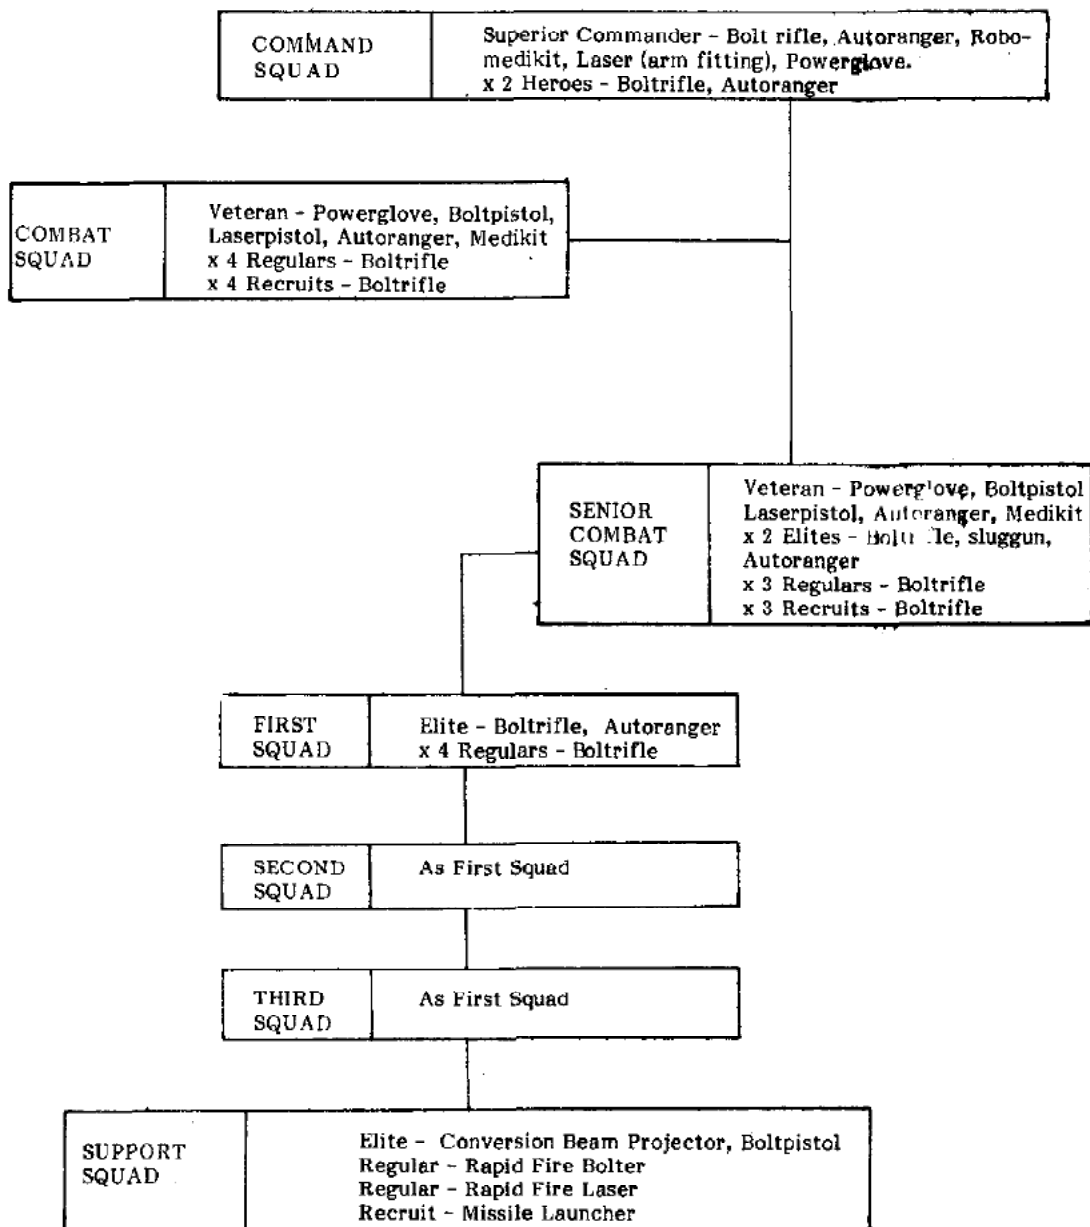 COMMAND
SQUAD
Superior Commander - Bolt rifle, Autoranger, Robo-
medikit, Laser (arm fitting), Powerglove.
x 2 Heroes - Boltrifle, Autoranger
COMBAT
SQUAD
Veteran - Powerglove, Boltpistol,
Laserpistol, Autoranger, Medikit
x 4 Regulars - Boltrifle
x 4 Recruits - Boltrifle
SENIOR
COMBAT
SQUAD
Veteran - Powerglove, Boltpistol
Laserpistol, Autoranger, Medikit
x 2 Elites - Boltrifle, sluggun,
Autoranger
x 3 Regulars - Boltrifle
x 3 Recruits - Boltrifle
FIRST
SQUAD
Elite - Boltrifle, Autoranger
x 4 Regulars - Boltrifle
SECOND
SQUAD
As First Squad
THIRD
SQUAD
As First Squad
SUPPORT
SQUAD
Elite - Conversion Beam Projector, Boltpistol
Regular - Rapid Fire Bolter
Regular - Rapid Fire Laser
Recruit - Missile Launcher